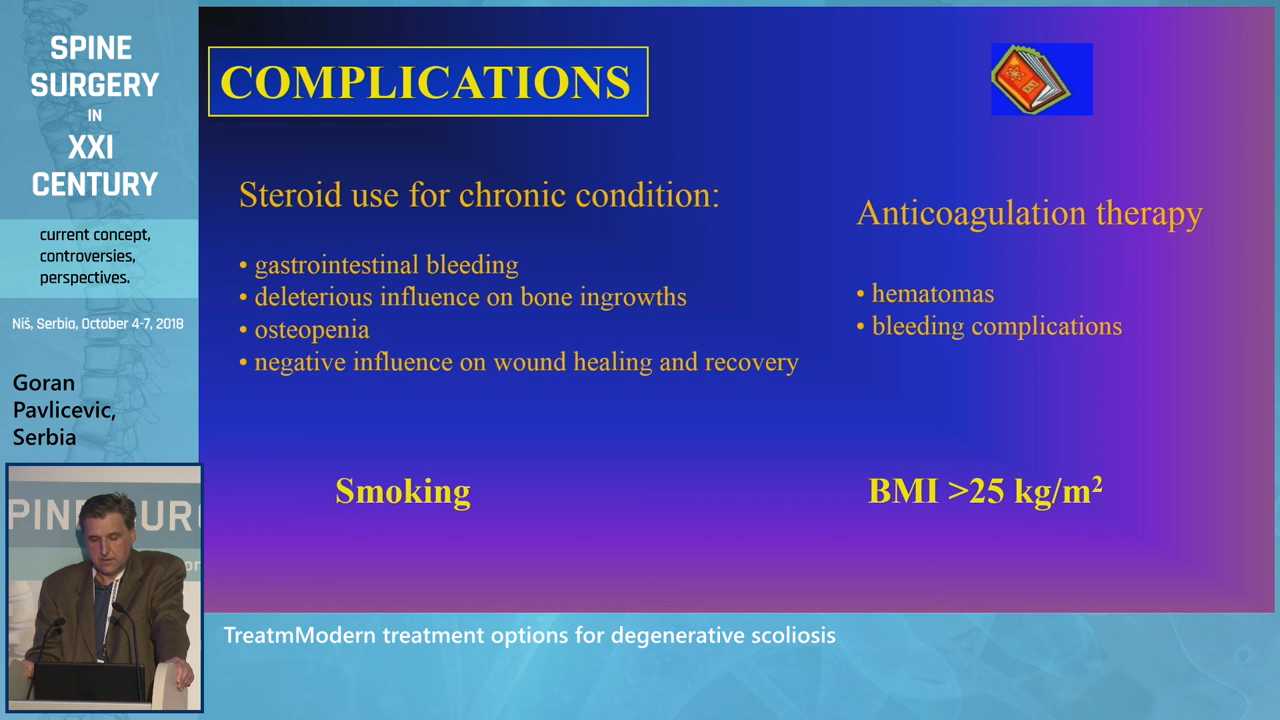 SPINE
SURGERY
IN
XXI
CENTURY
current concept,
controversies,
perspectives.
Niš, Serbia, October 4-7, 2018
Goran
Pavlicevic,
Serbia
PINE SUR
COMPLICATIONS
Steroid use for chronic condition:
• gastrointestinal bleeding
• deleterious influence on bone ingrowths
• osteopenia
• negative influence on wound healing and recovery
Anticoagulation therapy
• hematomas
• bleeding complications
Smoking
BMI >25 kg/m²
TreatmModern treatment options for degenerative scoliosis